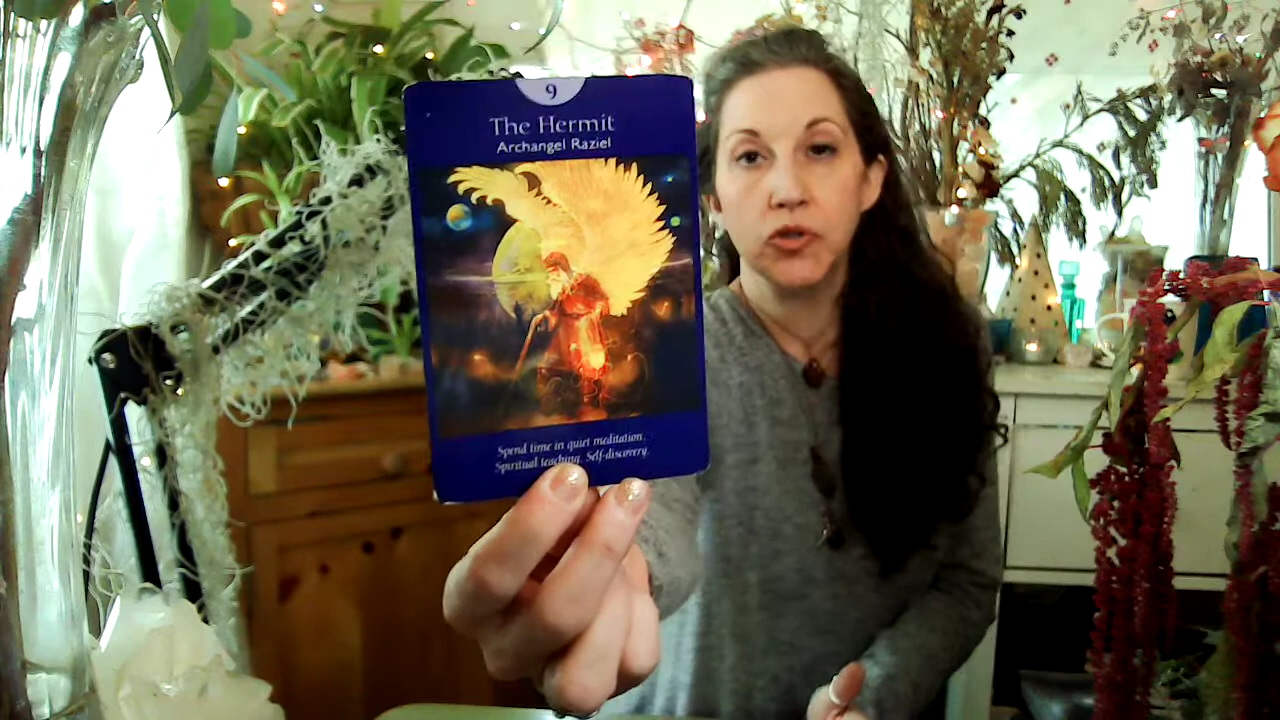 9
The Hermit
Archangel Raziel
Spend time in quiet meditation.
Spiritual teaching. Self-discovery.